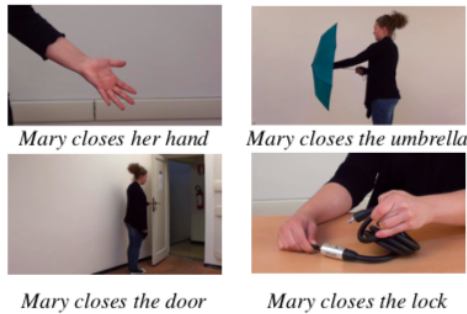 Mary closes her hand
Mary closes the umbrella
Mary closes the door
Mary closes the lock